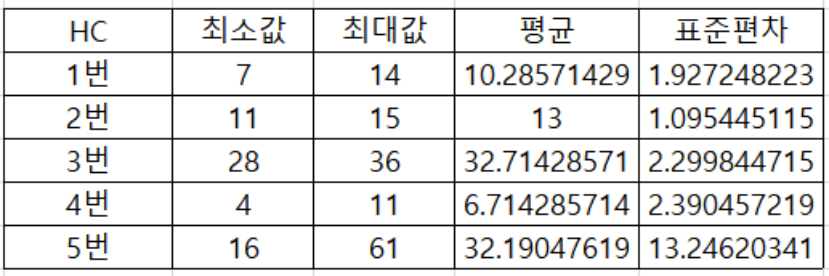 HC 최소값 최대값 평균 표준편차
1번 7 14 10.28571429 1.927248223
2번 11 15 13 1.095445115
3번 28 36 32.71428571 2.299844715
4번 4 11 6.714285714 2.390457219
5번 16 61 32.19047619 13.24620341